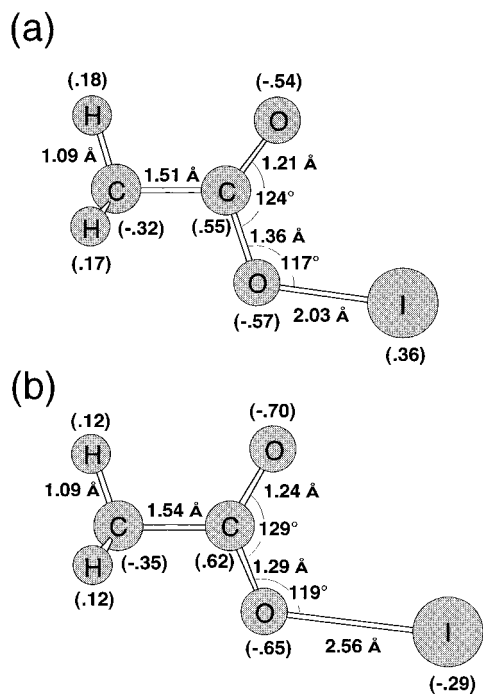 (a)
(.18)
(-.54)
H
O
1.09 Å
1.51 Å
1.21 Å
C
C
124°
H
(-.32)
(.55)
1.36 Å
(.17)
117°
O
I
(-.57)
2.03 Å
(.36)
(b)
(.12)
(-.70)
H
O
1.09 Å
1.54 Å
1.24 Å
C
C
129°
H
(-.35)
(.62)
1.29 Å
(.12)
119°
O
I
(-.65)
2.56 Å
(-.29)